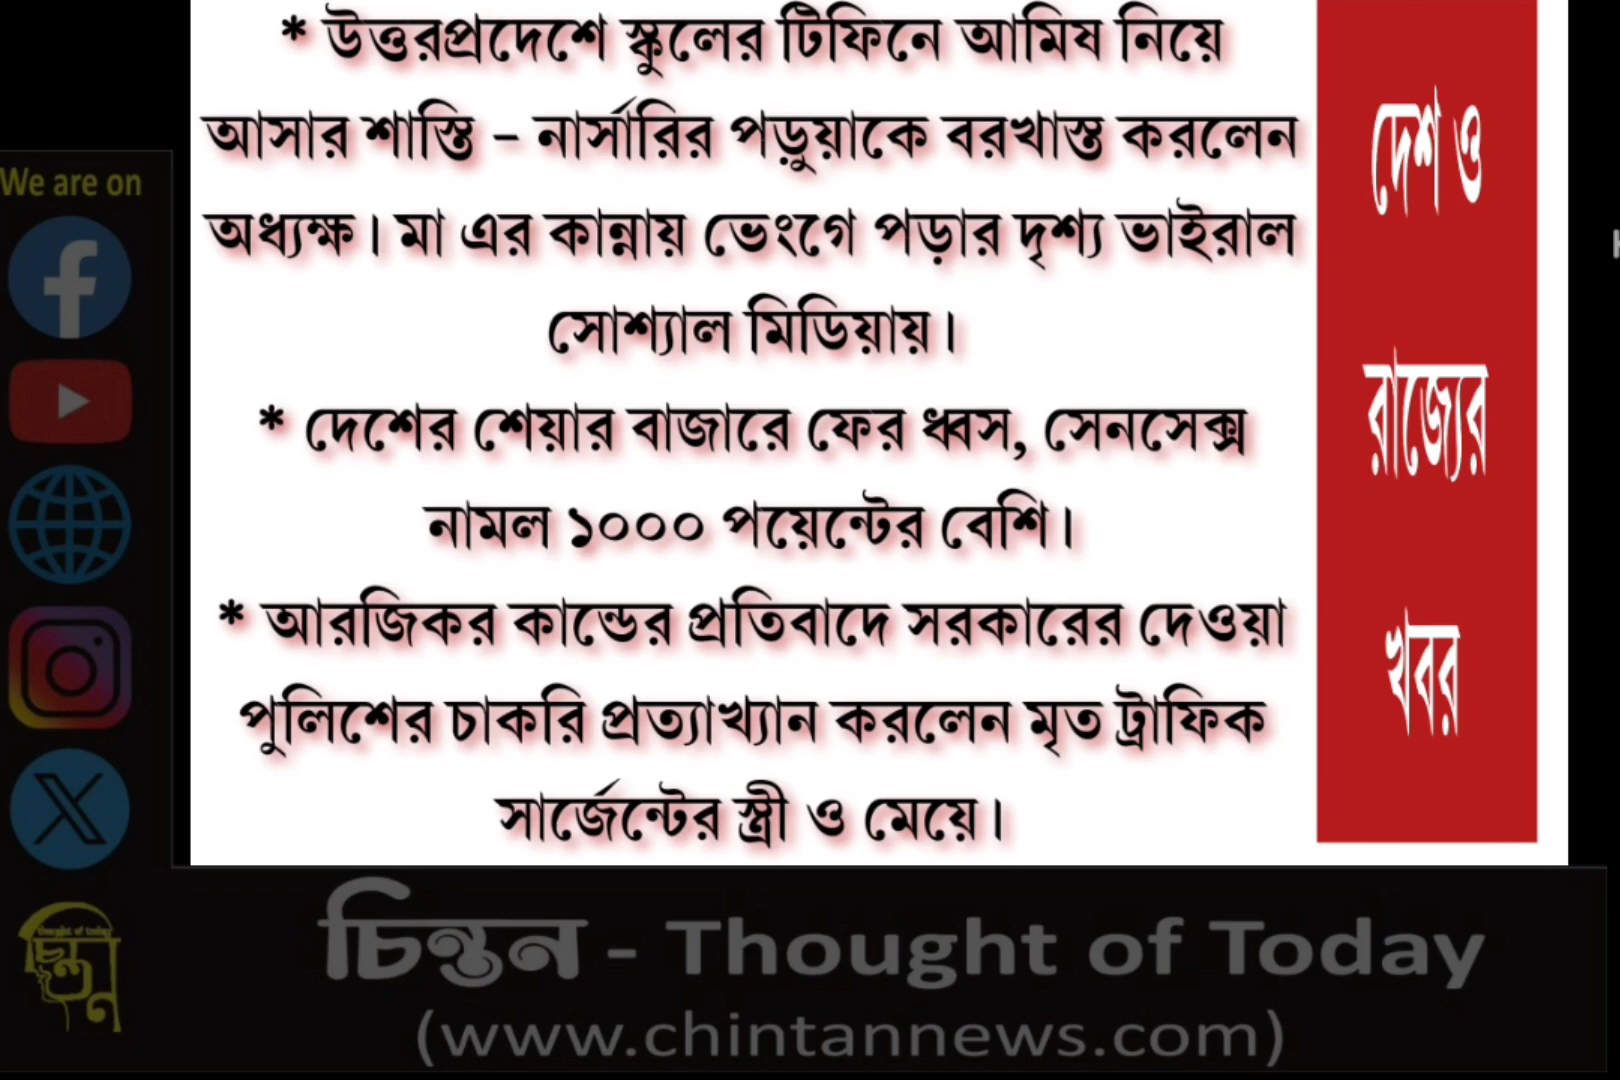 * উত্তরপ্রদেশে স্কুলের টিফিনে আমিষ নিয়ে
আসার শাস্তি – নার্সারির পড়ুয়াকে বরখাস্ত করলেন
অধ্যক্ষ। মা এর কান্নায় ভেংগে পড়ার দৃশ্য ভাইরাল
সোশ্যাল মিডিয়ায়।
* দেশের শেয়ার বাজারে ফের ধ্বস, সেনসেক্স
নামল ১০০০ পয়েন্টের বেশি।
* আরজিকর কান্ডের প্রতিবাদে সরকারের দেওয়া
পুলিশের চাকরি প্রত্যাখ্যান করলেন মৃত ট্রাফিক
সার্জেন্টের স্ত্রী ও মেয়ে।
দেশ ও
রাজ্যের
খবর
We are on
চিন্তন - Thought of Today
(www.chintannews.com)